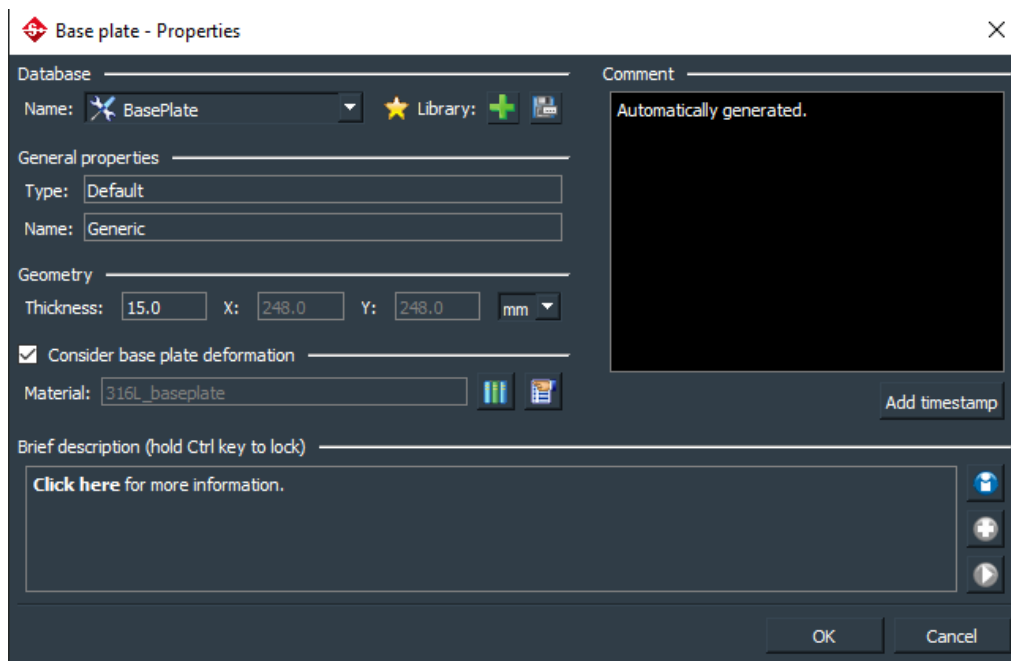 S+ Base plate - Properties
Database
Name: BasePlate Library:
General properties
Type: Default
Name: Generic
Geometry
Thickness: 15.0 X: 248.0 Y: 248.0 mm
Consider base plate deformation
Material: 316L_baseplate
Comment
Automatically generated.
Add timestamp
Brief description (hold Ctrl key to lock)
Click here for more information.
OK Cancel